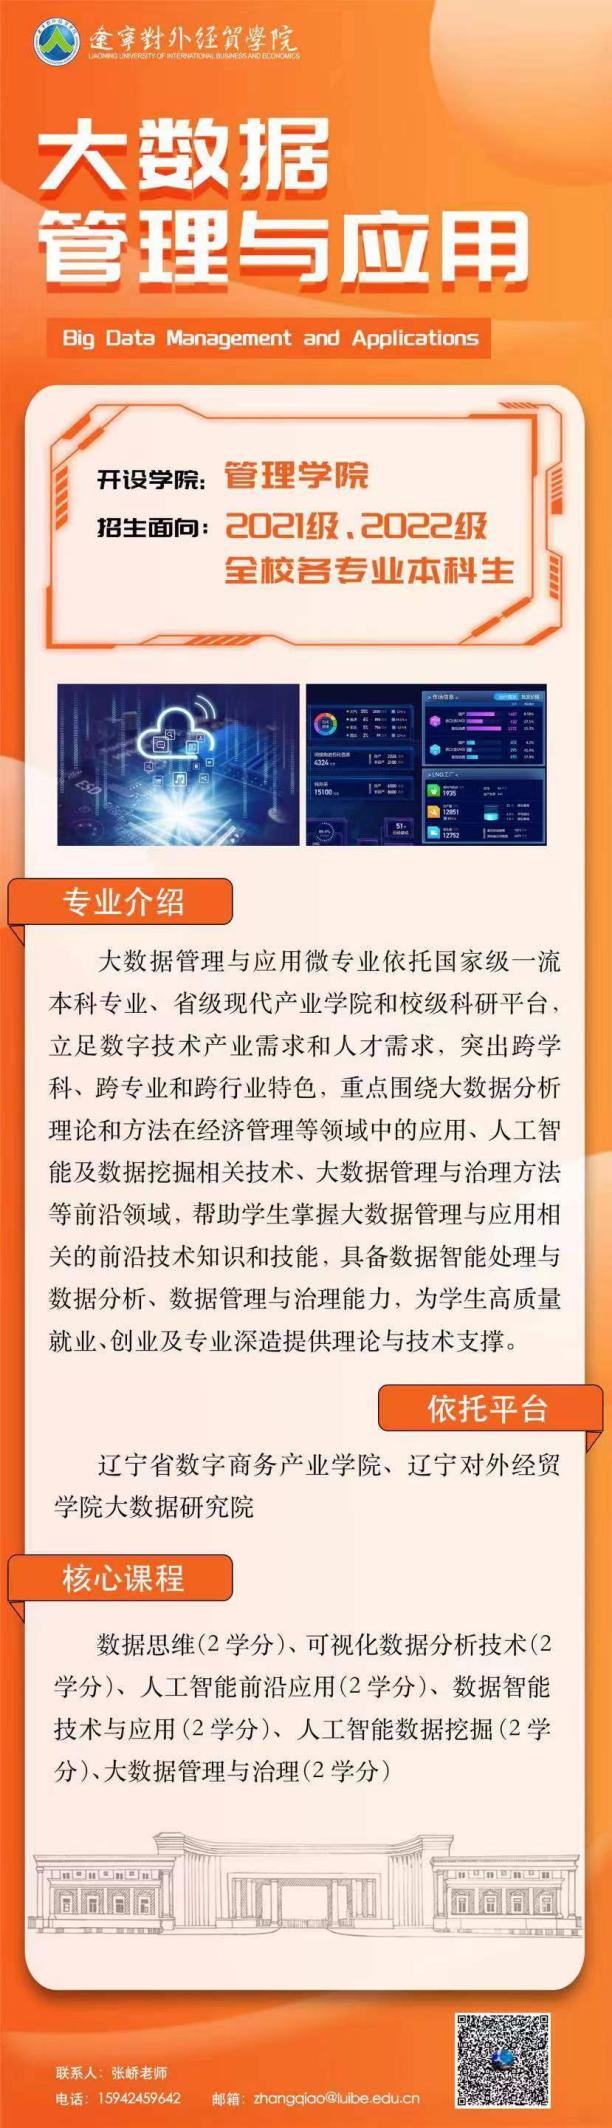 遼寧對外经貿學院
LIAONING UNIVERSITY OF INTERNATIONAL BUSINESS AND ECONOMICS
大数据
管理与应用
Big Data Management and Applications
开设学院：管理学院
招生面向：2021级、2022级
全校各专业本科生
市场信息
4324
15100
1935
12851
12752
专业介绍
大数据管理与应用微专业依托国家级一流
本科专业、省级现代产业学院和校级科研平台，
立足数字技术产业需求和人才需求，突出跨学
科、跨专业和跨行业特色，重点围绕大数据分析
理论和方法在经济管理等领域中的应用、人工智
能及数据挖掘相关技术、大数据管理与治理方法
等前沿领域，帮助学生掌握大数据管理与应用相
关的前沿技术知识和技能，具备数据智能处理与
数据分析、数据管理与治理能力，为学生高质量
就业、创业及专业深造提供理论与技术支撑。
依托平台
辽宁省数字商务产业学院、辽宁对外经贸
学院大数据研究院
核心课程
数据思维（2 学分）、可视化数据分析技术（2
学分）、人工智能前沿应用（2 学分）、数据智能
技术与应用（2 学分）、人工智能数据挖掘（2 学
分）、大数据管理与治理（2 学分）
联系人：张峤老师
电话：15942459642 邮箱：zhangqiao@luibe.edu.cn